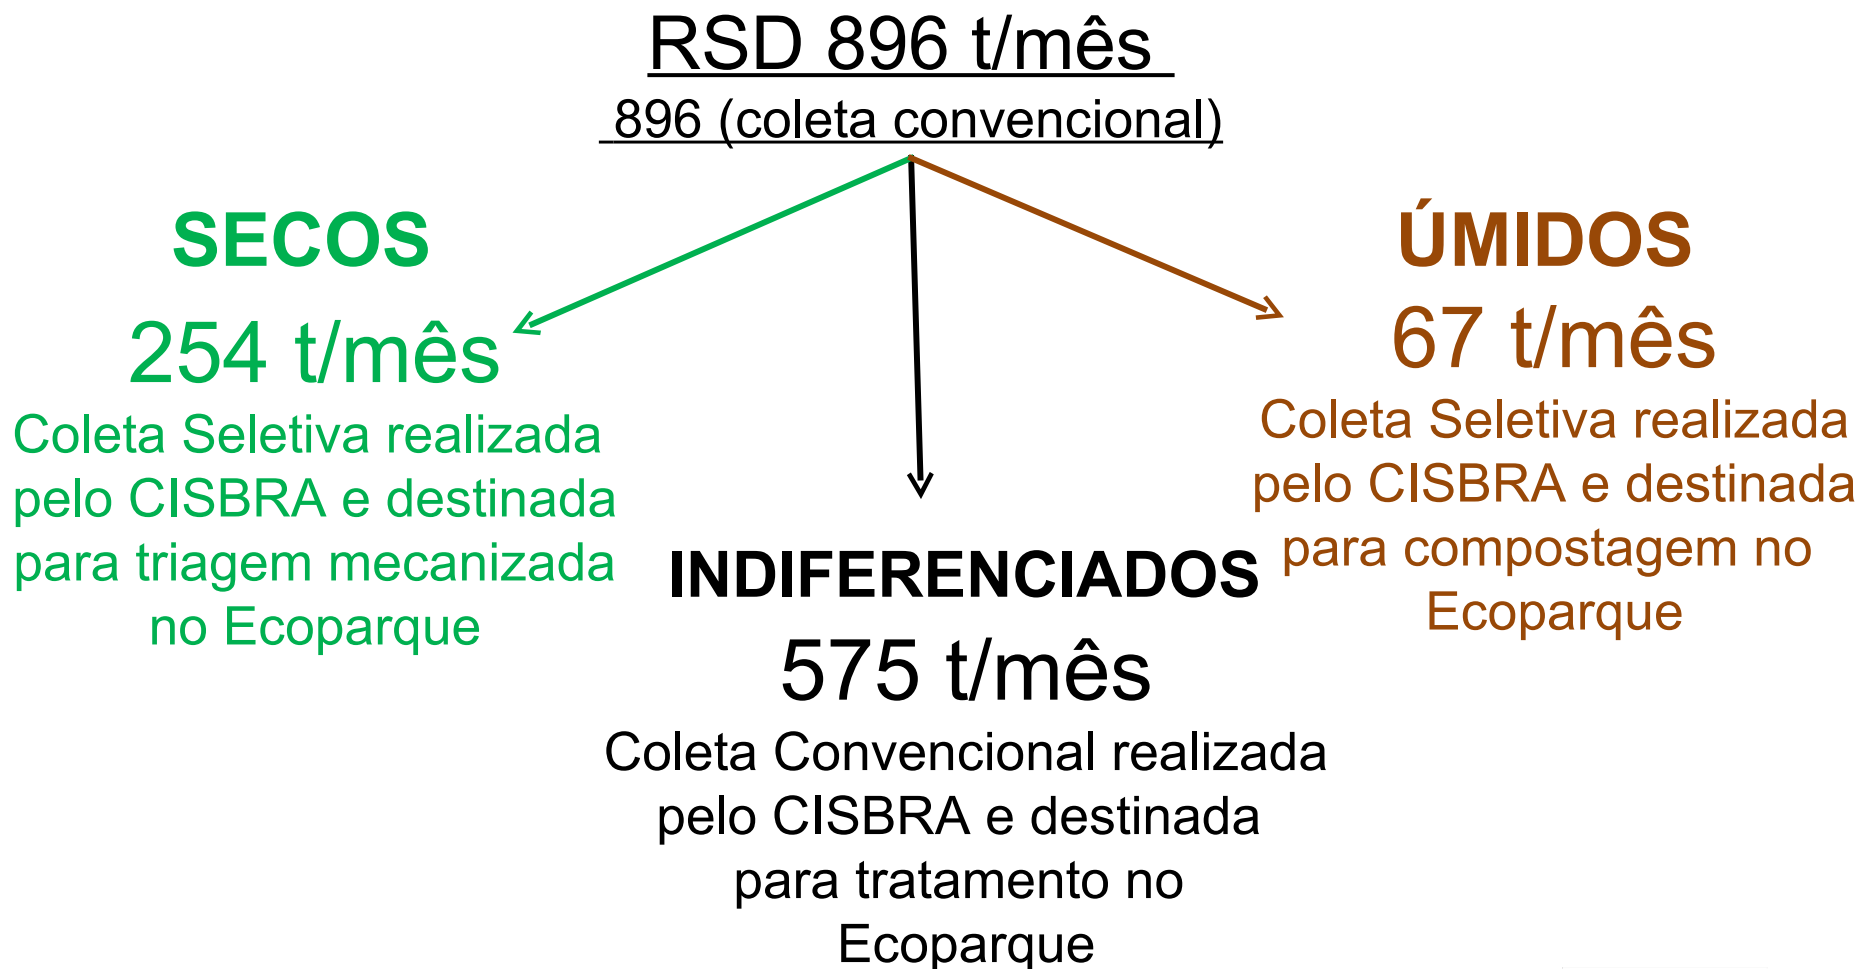 RSD 896 t/mês
896 (coleta convencional)
SECOS
254 t/mês
Coleta Seletiva realizada
pelo CISBRA e destinada
para triagem mecanizada
no Ecoparque
INDIFERENCIADOS
575 t/mês
Coleta Convencional realizada
pelo CISBRA e destinada
para tratamento no
Ecoparque
ÚMIDOS
67 t/mês
Coleta Seletiva realizada
pelo CISBRA e destinada
para compostagem no
Ecoparque